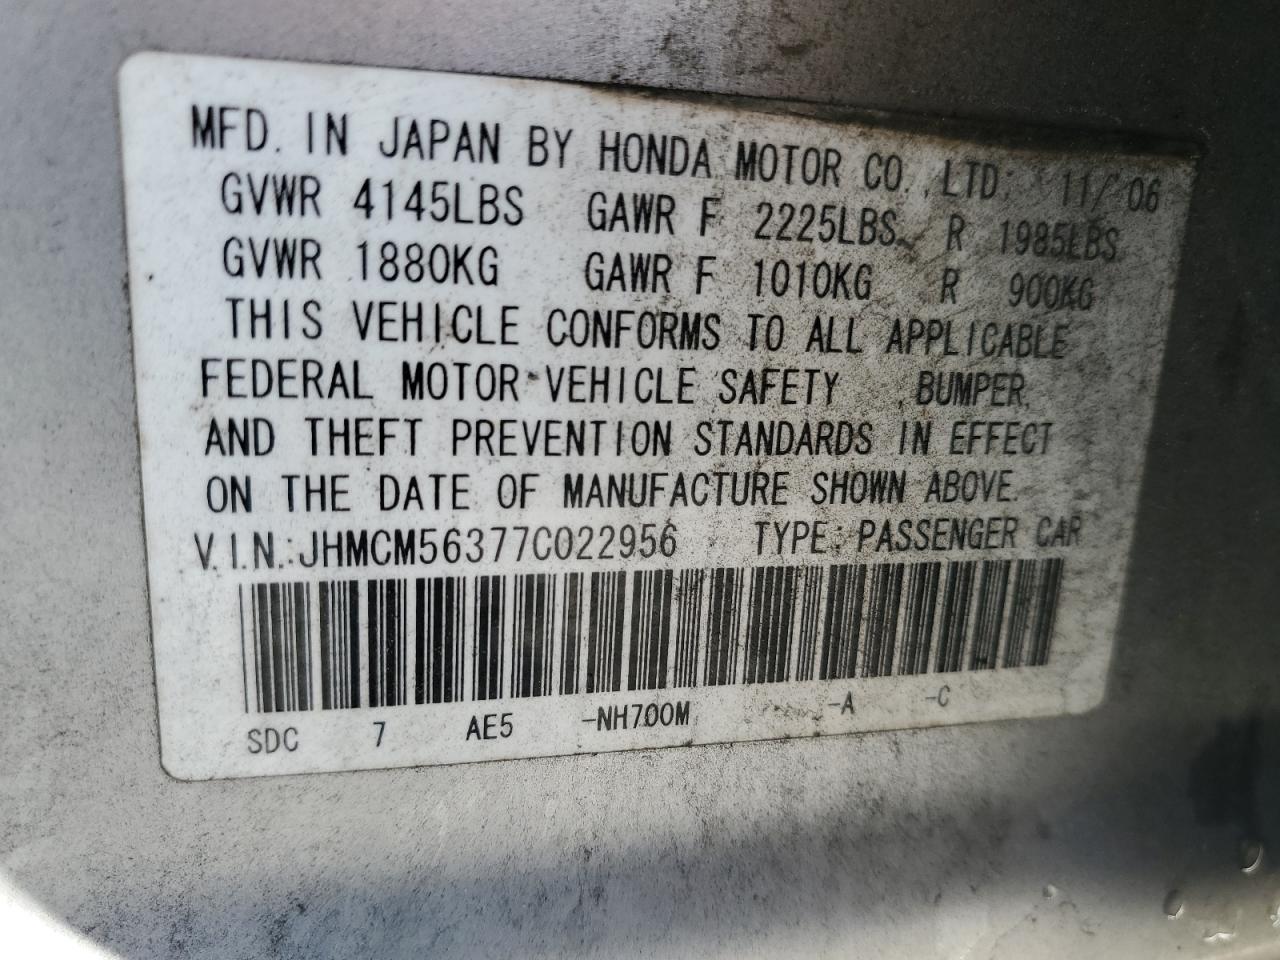 MFD. IN JAPAN BY HONDA MOTOR CO., LTD. 11/ 06
GVWR 4145LBS GAWR F 2225LBS R 1985LBS
GVWR 1880KG GAWR F 1010KG R 900KG
THIS VEHICLE CONFORMS TO ALL APPLICABLE
FEDERAL MOTOR VEHICLE SAFETY , BUMPER,
AND THEFT PREVENTION STANDARDS IN EFFECT
ON THE DATE OF MANUFACTURE SHOWN ABOVE.
V.I.N.:JHMCM56377C022956 TYPE: PASSENGER CAR
SDC 7 AE5 -NH700M -A -C